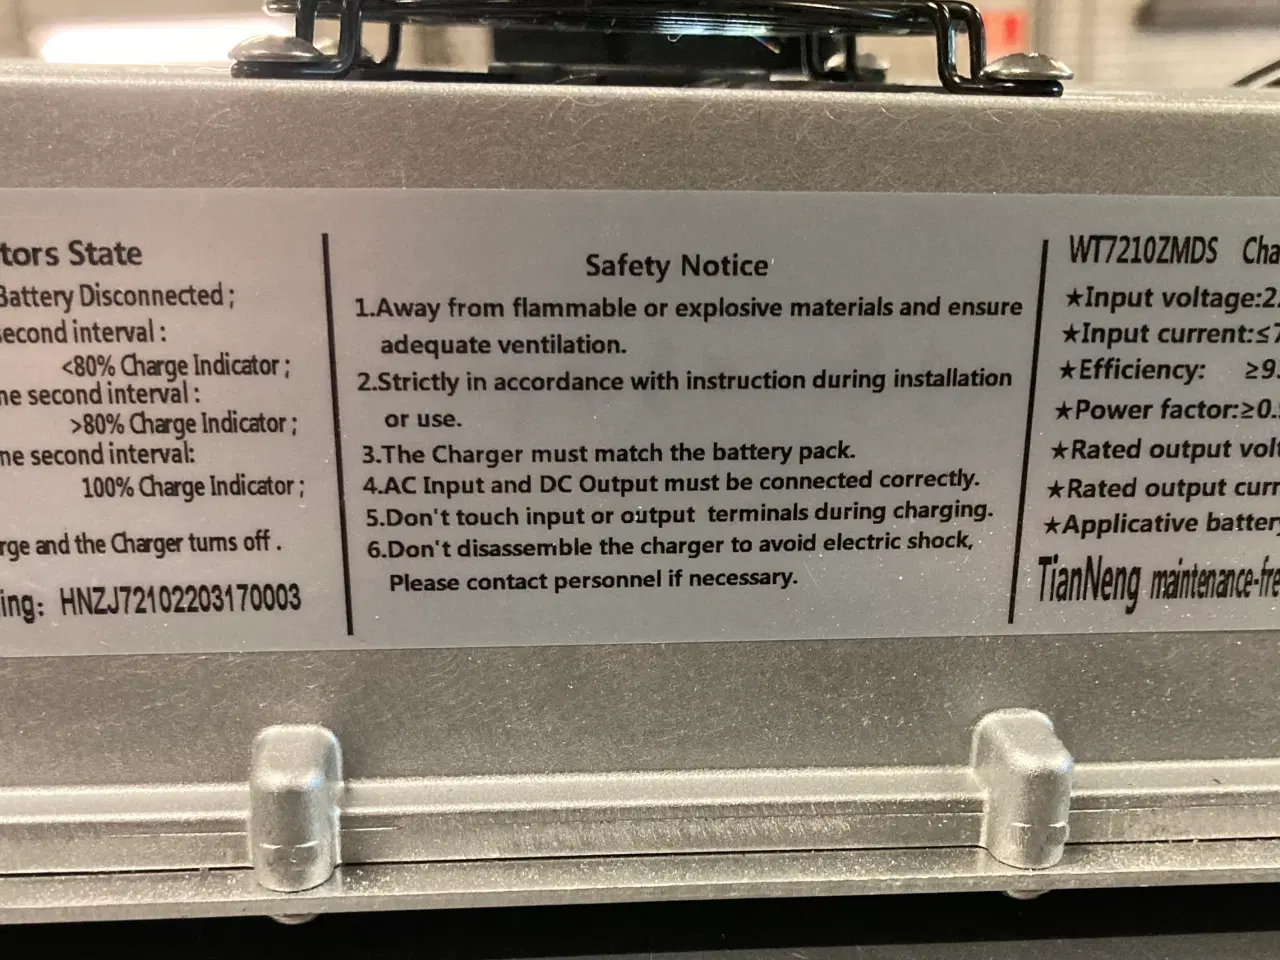 tors State
Battery Disconnected ;
second interval :
<80% Charge Indicator ;
ne second interval :
>80% Charge Indicator ;
ne second interval:
100% Charge Indicator ;
rge and the Charger turns off .
ing: HNZJ72102203170003
Safety Notice
1.Away from flammable or explosive materials and ensure
adequate ventilation.
2.Strictly in accordance with instruction during installation
or use.
3.The Charger must match the battery pack.
4.AC Input and DC Output must be connected correctly.
5.Don't touch input or output terminals during charging.
6.Don't disassemble the charger to avoid electric shock,
Please contact personnel if necessary.
WT7210ZMDS Cha
★Input voltage:2
★Input current:≤7
★Efficiency: ≥9
★Power factor:≥0.
★Rated output volt
★Rated output curr
★Applicative battery
TianNeng maintenance-fre